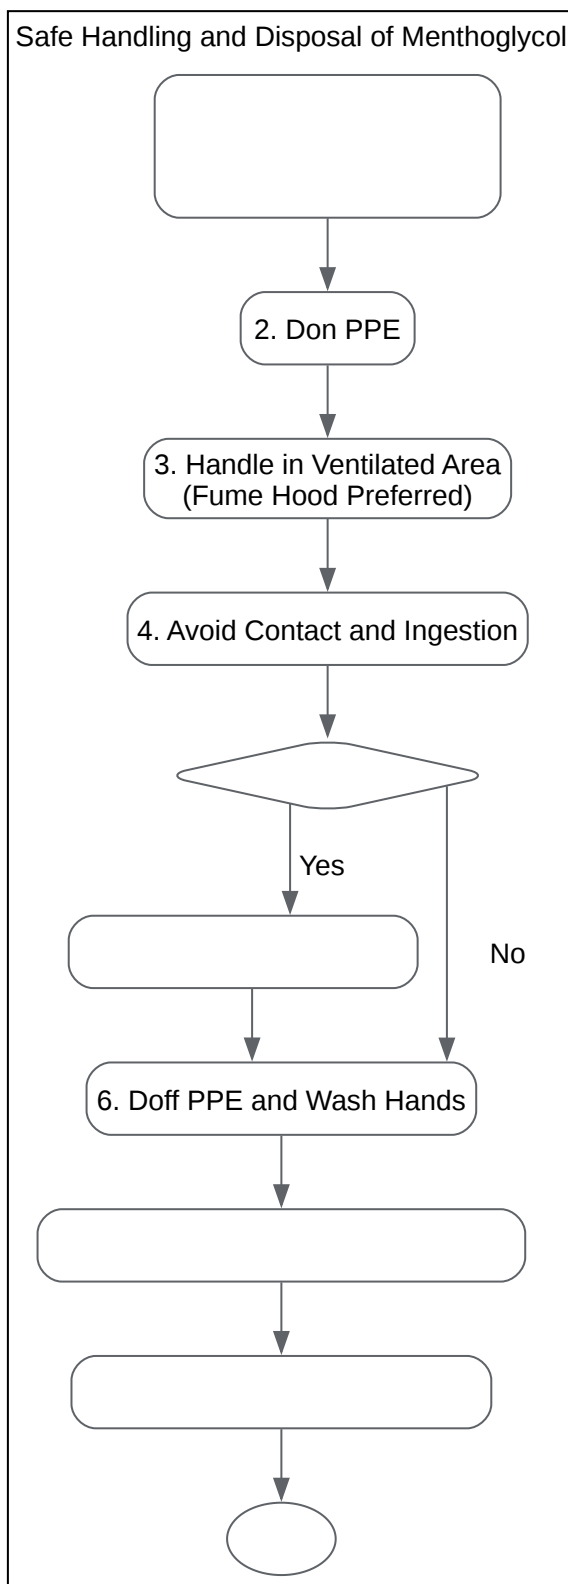 Safe Handling and Disposal of Menthoglycol
2. Don PPE
3. Handle in Ventilated Area
(Fume Hood Preferred)
4. Avoid Contact and Ingestion
Yes
No
6. Doff PPE and Wash Hands